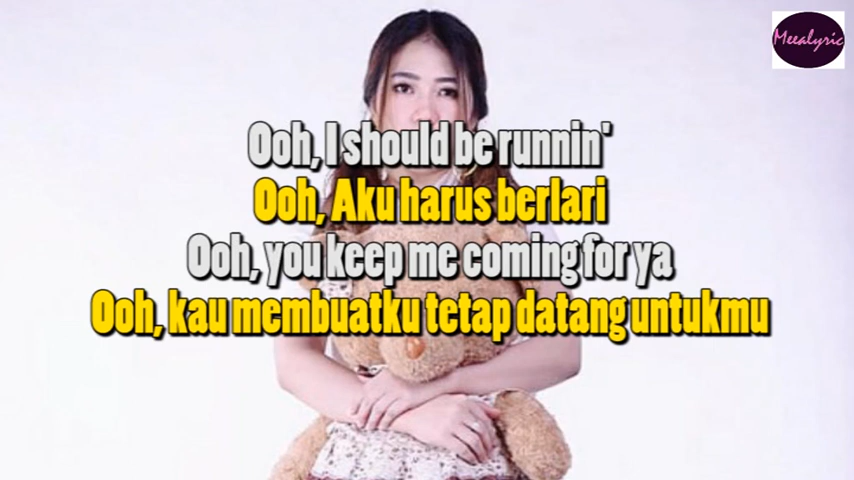 Meealyric
Ooh, I should be runnin'
Ooh, Aku harus berlari
Ooh, you keep me coming for ya
Ooh, kau membuatku tetap datang untukmu